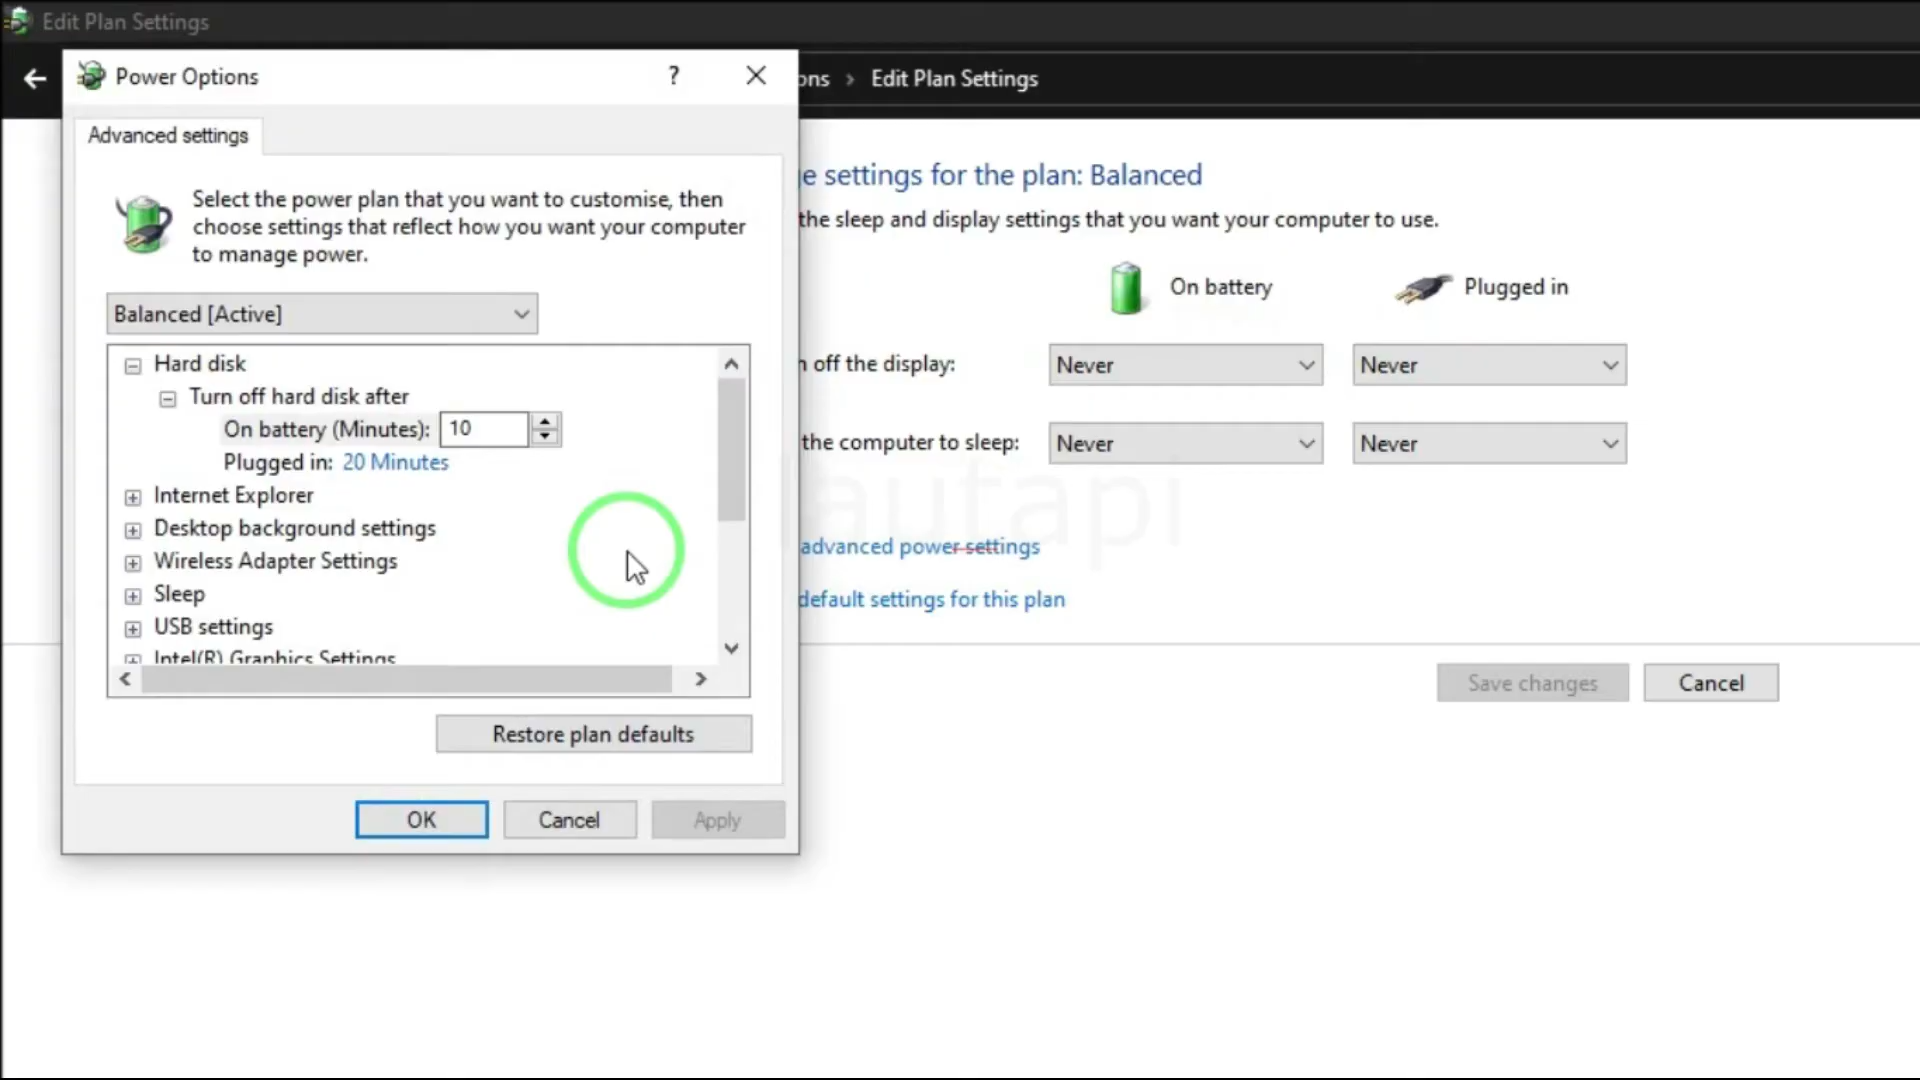 Edit Plan Settings
Power Options
?
ons > Edit Plan Settings
Advanced settings
Select the power plan that you want to customise, then
choose settings that reflect how you want your computer
to manage power.
Balanced [Active]
Hard disk
Turn off hard disk after
On battery (Minutes): 10
Plugged in: 20 Minutes
Internet Explorer
Desktop background settings
Wireless Adapter Settings
Sleep
USB settings
Intel(R) Graphics Settings
Restore plan defaults
OK
Cancel
Apply
e settings for the plan: Balanced
the sleep and display settings that you want your computer to use.
On battery
Plugged in
n off the display:
Never
Never
the computer to sleep:
Never
Never
lautapi
advanced power settings
default settings for this plan
Save changes
Cancel